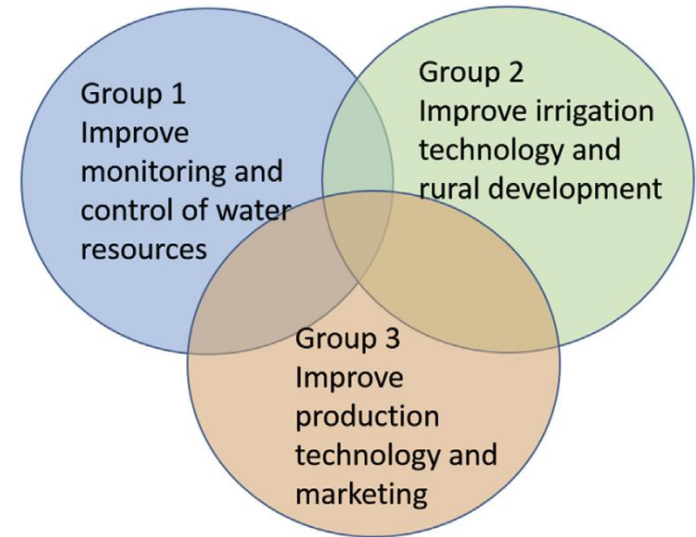 Group 1
Improve
monitoring and
control of water
resources
Group 2
Improve irrigation
technology and
rural development
Group 3
Improve
production
technology and
marketing